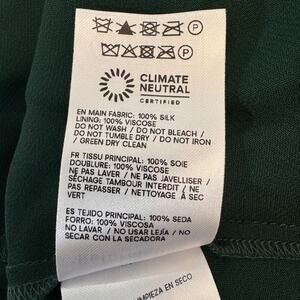 CLIMATE
NEUTRAL
CERTIFIED
EN MAIN FABRIC: 100% SILK
LINING: 100% VISCOSE
DO NOT WASH / DO NOT BLEACH /
DO NOT TUMBLE DRY / DO NOT IRON
/ GREEN DRY CLEAN
FR TISSU PRINCIPAL: 100% SOIE
DOUBLURE: 100% VISCOSE
NE PAS LAVER / NE PAS JAVELLISER /
SÉCHAGE TAMBOUR INTERDIT / NE
PAS REPASSER / NETTOYAGE À SEC
VERT
ES TEJIDO PRINCIPAL: 100% SEDA
FORRO: 100% VISCOSA
NO LAVAR / NO USAR LEJÍA / NO
SECAR CON LA SECADORA
MPIEZA EN SECO